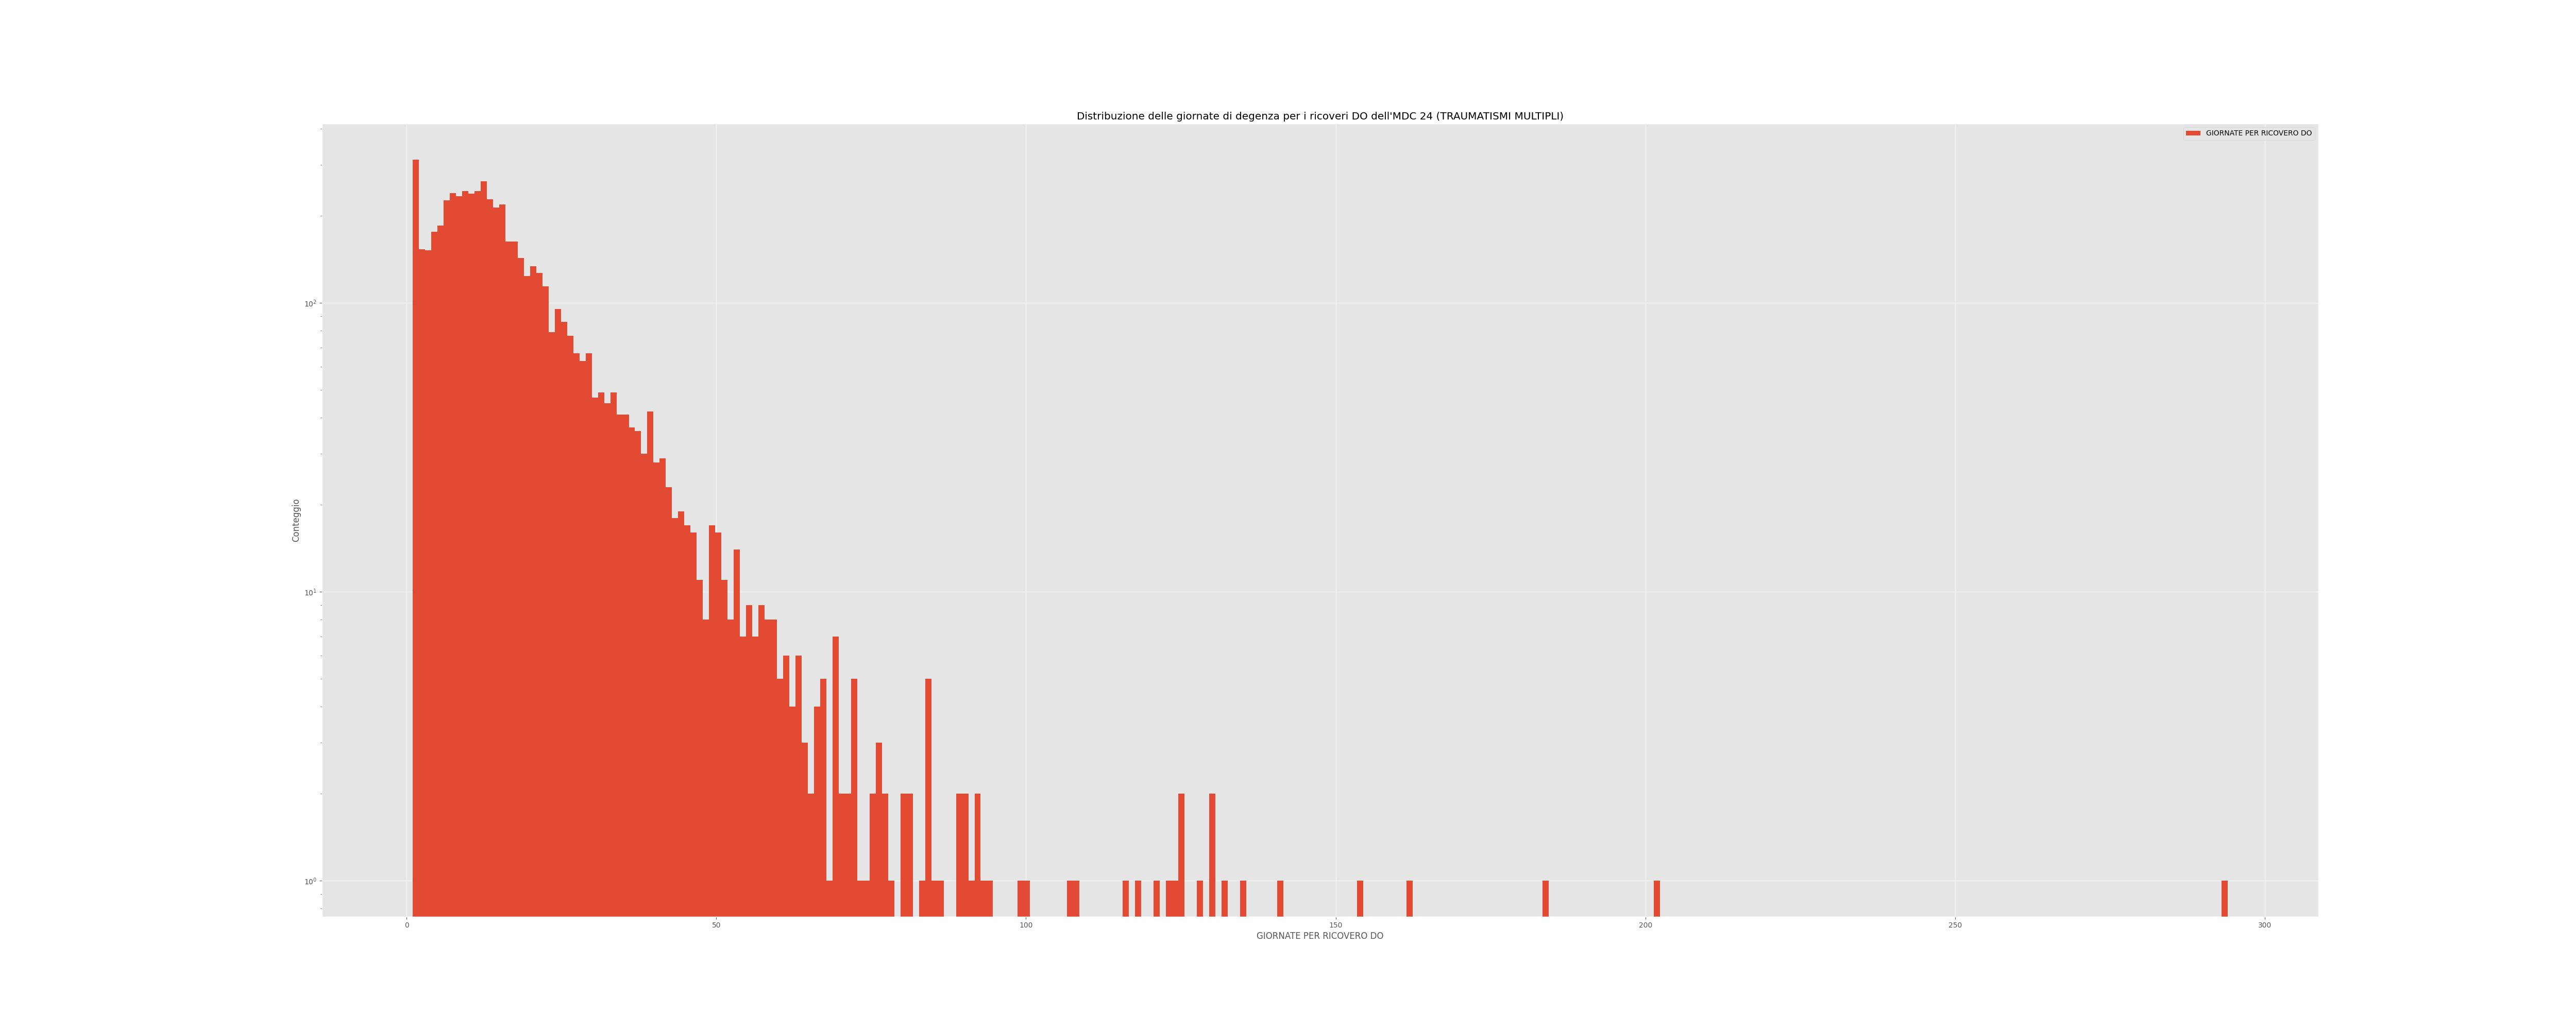 Distribuzione delle giornate di degenza per i ricoveri DO dell'MDC 24 (TRAUMATISMI MULTIPLI)
GIORNATE PER RICOVERO DO
10²
10¹
10⁰
Conteggio
0 50 100 150 200 250 300
GIORNATE PER RICOVERO DO